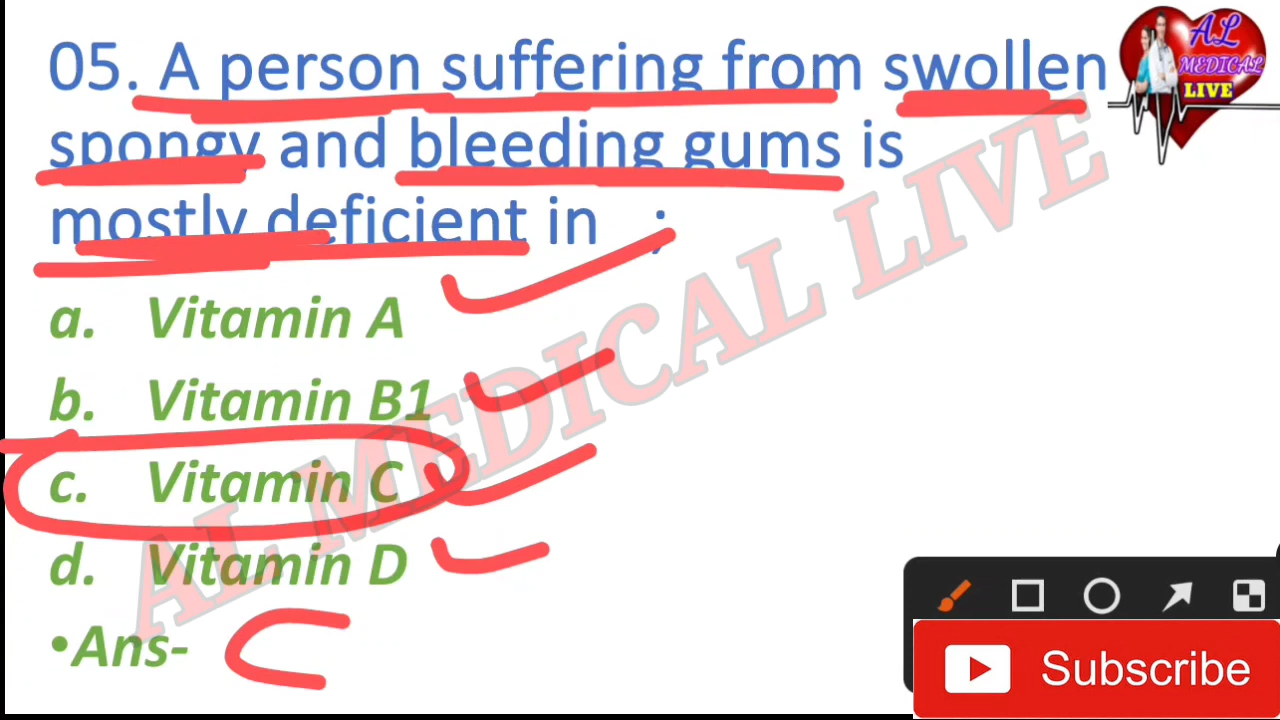 05. A person suffering from swollen
spongy and bleeding gums is
mostly deficient in ;
a. Vitamin A
b. Vitamin B1
c. Vitamin C
d. Vitamin D
•Ans- C
AL MEDICAL LIVE
AL
MEDICAL
LIVE
Subscribe